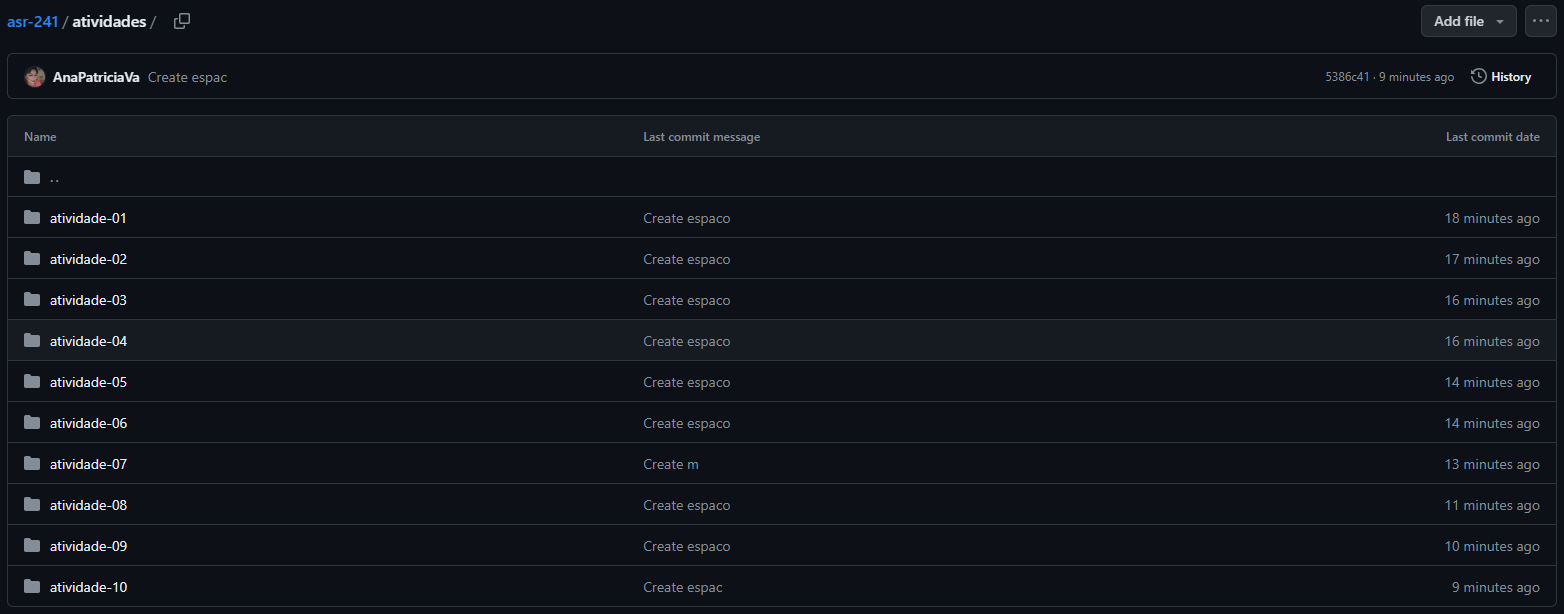 asr-241 / atividades /
Add file
AnaPatriciaVa Create espac
5386c41 · 9 minutes ago History
Name Last commit message Last commit date
..
atividade-01 Create espaco 18 minutes ago
atividade-02 Create espaco 17 minutes ago
atividade-03 Create espaco 16 minutes ago
atividade-04 Create espaco 16 minutes ago
atividade-05 Create espaco 14 minutes ago
atividade-06 Create espaco 14 minutes ago
atividade-07 Create m 13 minutes ago
atividade-08 Create espaco 11 minutes ago
atividade-09 Create espaco 10 minutes ago
atividade-10 Create espac 9 minutes ago